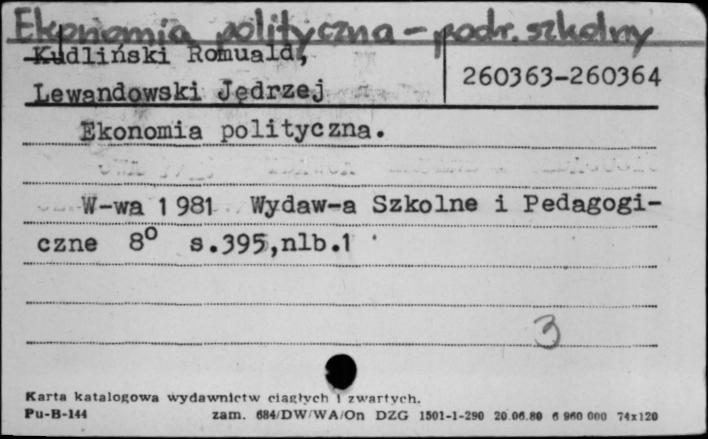 Ekonomia polityczna - podr. szkolny
Kudliński Romuald,
260363-260364
Lewandowski Jędrzej
Ekonomia polityczna.
W-wa 1981 Wydaw-a Szkolne i Pedagogi-
czne 8º s.395,nlb.1
3
Karta katalogowa wydawnictw ciągłych i zwartych.
Pu-B-144 zam. 684/DW/WA/On DZG 1501-1-290 20.06.80 6 960 000 74x120